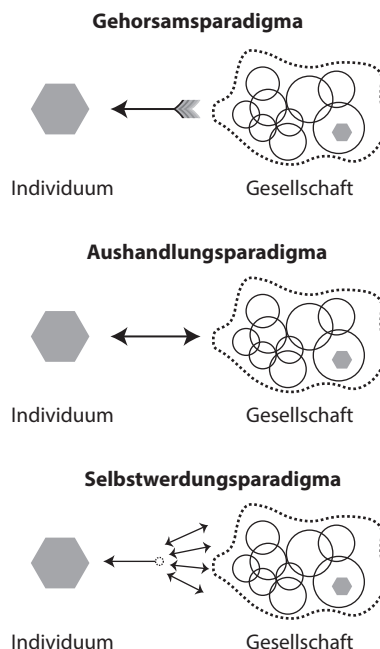 Gehorsamsparadigma
Individuum Gesellschaft
Aushandlungsparadigma
Individuum Gesellschaft
Selbstwerdungsparadigma
Individuum Gesellschaft